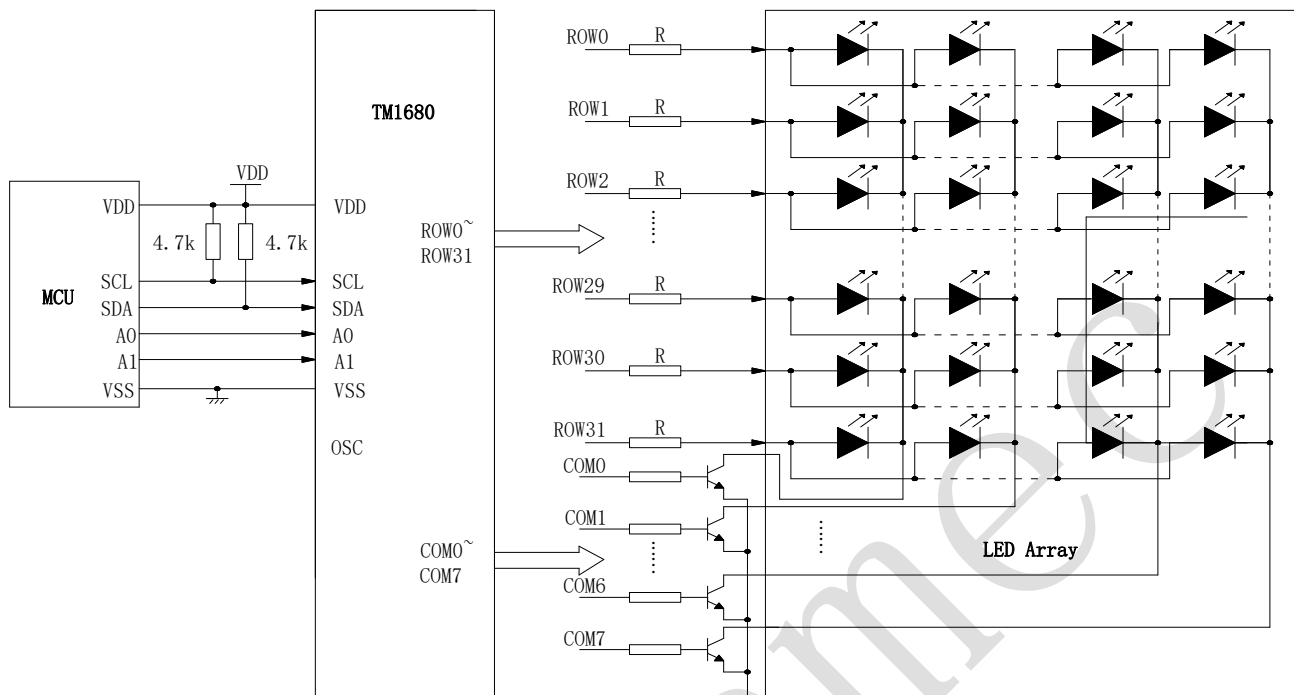 MCU
VDD
SCL
SDA
A0
A1
VSS
VDD
4.7k
4.7k
TM1680
VDD
SCL
SDA
A0
A1
VSS
OSC
ROW0~
ROW31
COM0~
COM7
ROW0
R
ROW1
R
ROW2
R
ROW29
R
ROW30
R
ROW31
R
COM0
COM1
COM6
COM7
LED Array
omec